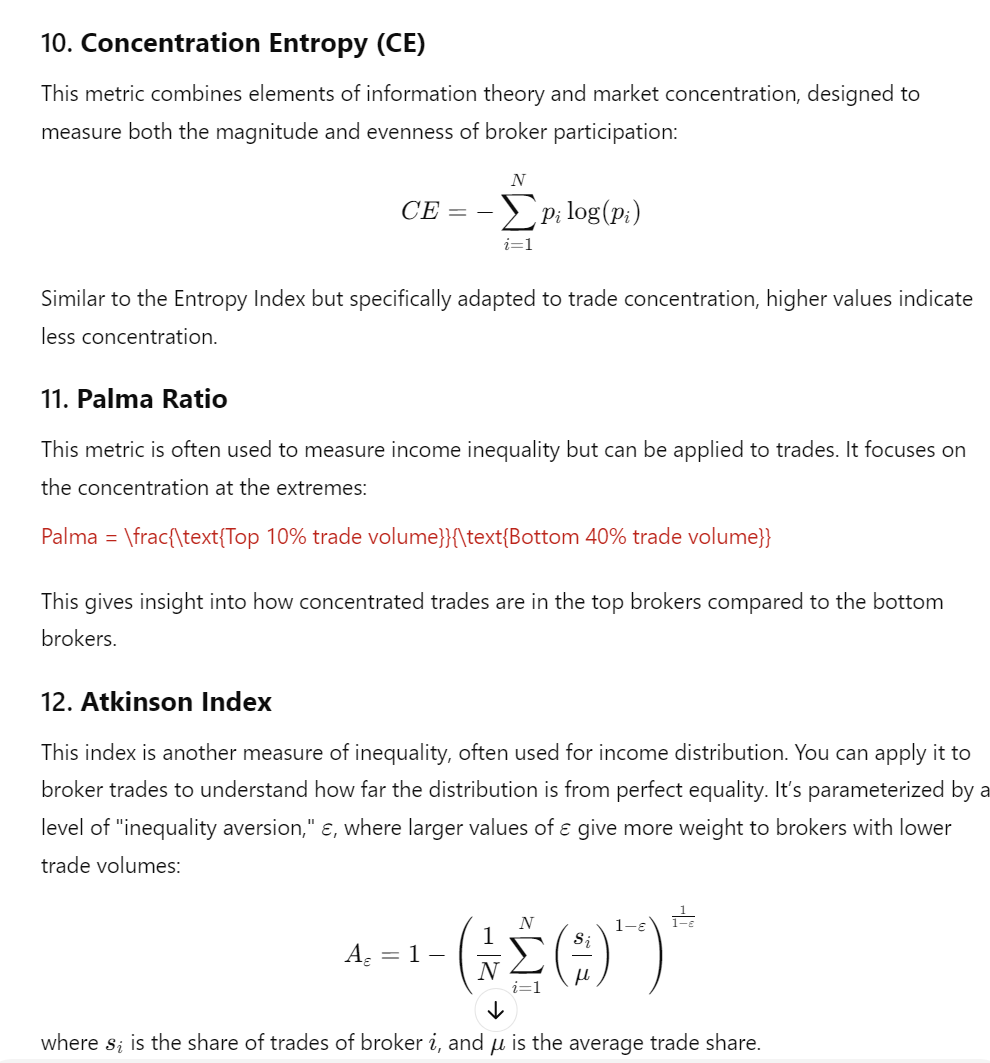 10. Concentration Entropy (CE)
This metric combines elements of information theory and market concentration, designed to
measure both the magnitude and evenness of broker participation:
CE = − ∑_{i=1}^{N} p_i log(p_i)
Similar to the Entropy Index but specifically adapted to trade concentration, higher values indicate
less concentration.
11. Palma Ratio
This metric is often used to measure income inequality but can be applied to trades. It focuses on
the concentration at the extremes:
Palma = \frac{\text{Top 10% trade volume}}{\text{Bottom 40% trade volume}}
This gives insight into how concentrated trades are in the top brokers compared to the bottom
brokers.
12. Atkinson Index
This index is another measure of inequality, often used for income distribution. You can apply it to
broker trades to understand how far the distribution is from perfect equality. It's parameterized by a
level of "inequality aversion," ε, where larger values of ε give more weight to brokers with lower
trade volumes:
A_ε = 1 − ( \frac{1}{N} ∑_{i=1}^{N} ( \frac{s_i}{μ} )^{1−ε} )^{\frac{1}{1−ε}}
where s_i is the share of trades of broker i, and μ is the average trade share.